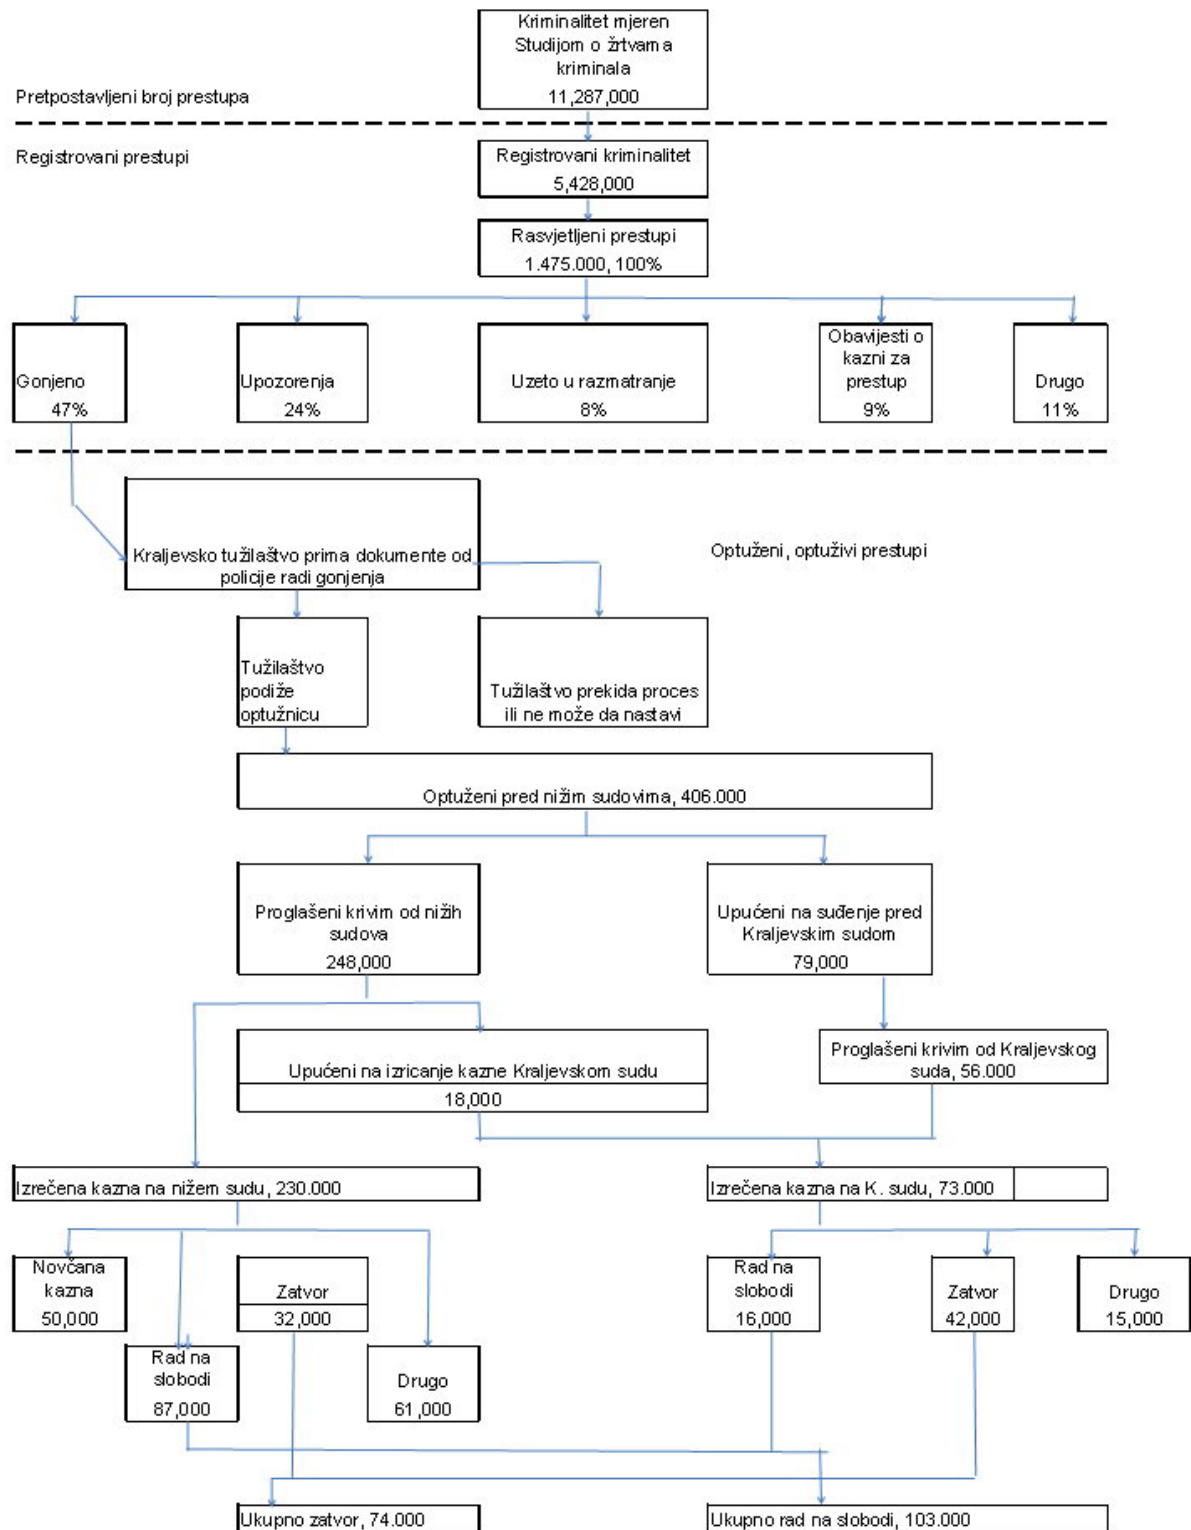 Kriminalitet mjeren
Studijom o žrtvama
kriminala
11,287,000
Pretpostavljeni broj prestupa
Registrovani prestupi
Registrovani kriminalitet
5,428,000
Rasvjetljeni prestupi
1.475.000, 100%
Gonjeno
47%
Upozorenja
24%
Uzeto u razmatranje
8%
Obavijesti o
kazni za
prestup
9%
Drugo
11%
Kraljevsko tužilaštvo prima dokumente od
policije radi gonjenja
Optuženi, optuživi prestupi
Tužilaštvo
podiže
optužnicu
Tužilaštvo prekida proces
ili ne može da nastavi
Optuženi pred nižim sudovima, 406.000
Proglašeni krivim od nižih
sudova
248,000
Upućeni na suđenje pred
Kraljevskim sudom
79,000
Upućeni na izricanje kazne Kraljevskom sudu
18,000
Proglašeni krivim od Kraljevskog
suda, 56.000
Izrečena kazna na nižem sudu, 230.000
Izrečena kazna na K. sudu, 73.000
Novčana
kazna
50,000
Zatvor
32,000
Rad na
slobodi
16,000
Zatvor
42,000
Drugo
15,000
Rad na
slobodi
87,000
Drugo
61,000
Ukupno zatvor, 74.000
Ukupno rad na slobodi, 103.000